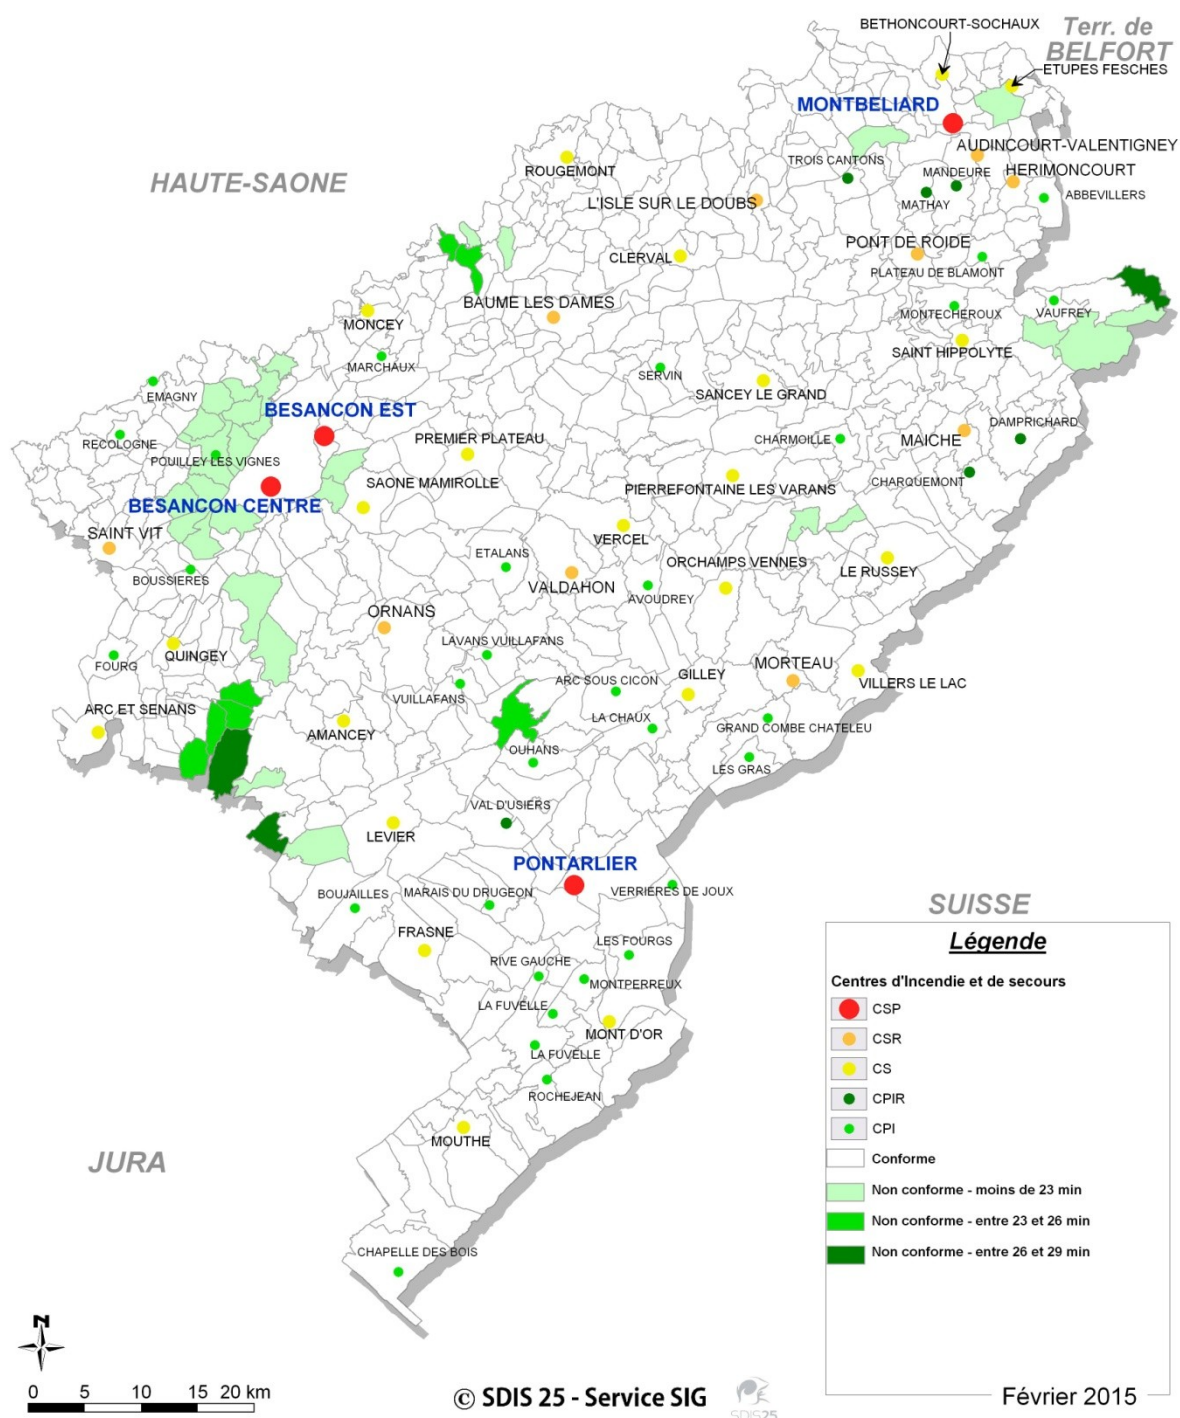 BETHONCOURT-SOCHAUX
Terr. de
BELFORT
ETUPES FESCHES
MONTBELIARD
AUDINCOURT-VALENTIGNEY
TROIS CANTONS
MANDEURE
HERIMONCOURT
ROUGEMONT
HAUTE-SAONE
L'ISLE SUR LE DOUBS
MATHAY
ABBEVILLERS
PONT DE ROIDE
CLERVAL
PLATEAU DE BLAMONT
BAUME LES DAMES
MONTECHEROUX
VAUFREY
MONCEY
SAINT HIPPOLYTE
MARCHAUX
SERVIN
SANCEY LE GRAND
EMAGNY
BESANCON EST
DAMPRICHARD
PREMIER PLATEAU
CHARMOILLE
MAICHE
RECOLOGNE
POUILLEY LES VIGNES
SAONE MAMIROLLE
CHARQUEMONT
PIERREFONTAINE LES VARANS
BESANCON CENTRE
SAINT VIT
VERCEL
ETALANS
ORCHAMPS VENNES
LE RUSSEY
BOUSSIERES
VALDAHON
AVOUDREY
ORNANS
LAVANS VUILLAFANS
QUINGEY
FOURG
MORTEAU
GILLEY
ARC SOUS CICON
VILLERS LE LAC
VUILLAFANS
ARC ET SENANS
LA CHAUX
GRAND COMBE CHATELEU
AMANCEY
OUHANS
LES GRAS
VAL D'USIERS
LEVIER
PONTARLIER
BOUJAILLES
MARAIS DU DRUGEON
VERRIERES DE JOUX
SUISSE
FRASNE
LES FOURGS
RIVE GAUCHE
MONTPERREUX
LA FUVELLE
MONT D'OR
LA FUVELLE
ROCHEJEAN
MOUTHE
JURA
CHAPELLE DES BOIS
Légende
Centres d'Incendie et de secours
CSP
CSR
CS
CPIR
CPI
Conforme
Non conforme - moins de 23 min
Non conforme - entre 23 et 26 min
Non conforme - entre 26 et 29 min
N
0 5 10 15 20 km
© SDIS 25 - Service SIG
SDIS25
Février 2015